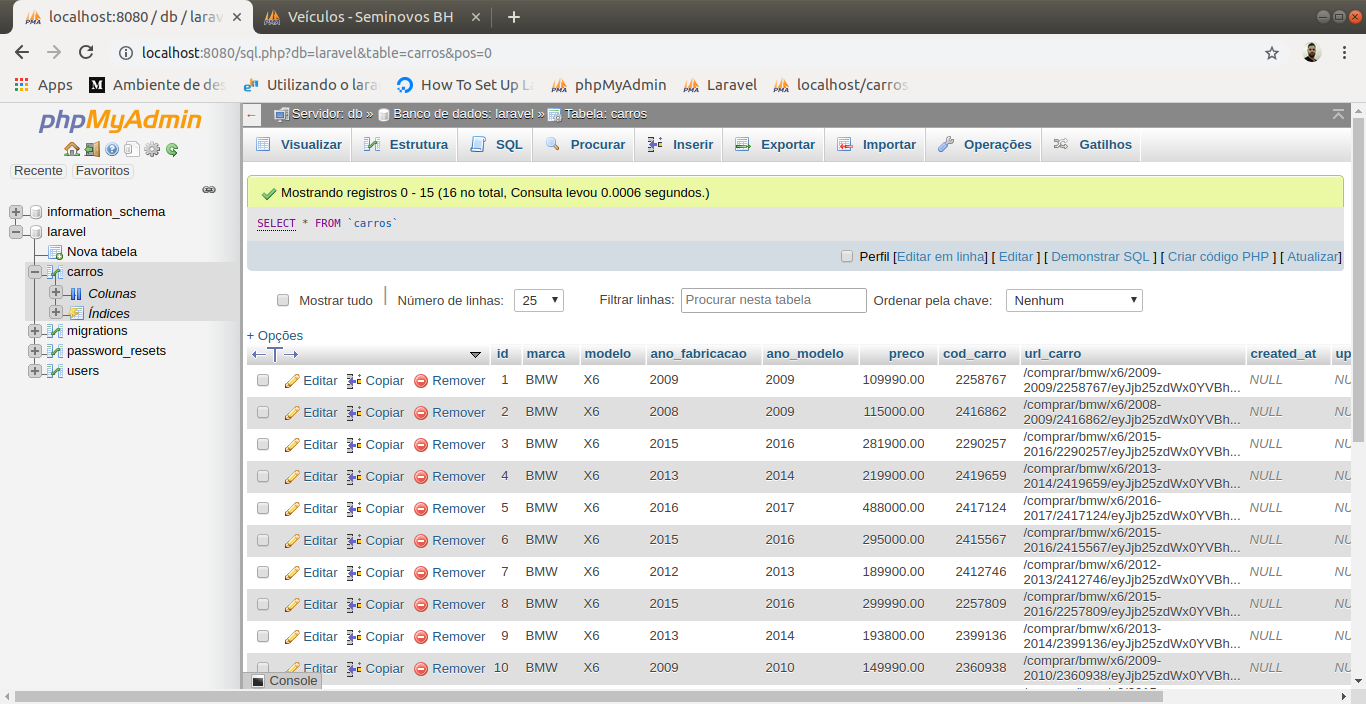 localhost:8080 / db / larav
Veículos - Seminovos BH
localhost:8080/sql.php?db=laravel&table=carros&pos=0
Apps
Ambiente de des
Utilizando o lara
How To Set Up La
phpMyAdmin
Laravel
localhost/carros
phpMyAdmin
Servidor: db » Banco de dados: laravel » Tabela: carros
Visualizar Estrutura SQL Procurar Inserir Exportar Importar Operações Gatilhos
Recente Favoritos
information_schema
laravel
Nova tabela
carros
Colunas
Índices
migrations
password_resets
users
Mostrando registros 0 - 15 (16 no total, Consulta levou 0.0006 segundos.)
SELECT * FROM `carros`
Perfil [Editar em linha] [ Editar ] [ Demonstrar SQL ] [ Criar código PHP ] [ Atualizar]
Mostrar tudo | Número de linhas: 25 Filtrar linhas: Procurar nesta tabela Ordenar pela chave: Nenhum
+ Opções
←T→ id marca modelo ano_fabricacao ano_modelo preco cod_carro url_carro created_at up
Editar Copiar Remover 1 BMW X6 2009 2009 109990.00 2258767 /comprar/bmw/x6/2009-
2009/2258767/eyJjb25zdWx0YVBh... NULL NU
Editar Copiar Remover 2 BMW X6 2008 2009 115000.00 2416862 /comprar/bmw/x6/2008-
2009/2416862/eyJjb25zdWx0YVBh... NULL NU
Editar Copiar Remover 3 BMW X6 2015 2016 281900.00 2290257 /comprar/bmw/x6/2015-
2016/2290257/eyJjb25zdWx0YVBh... NULL NU
Editar Copiar Remover 4 BMW X6 2013 2014 219900.00 2419659 /comprar/bmw/x6/2013-
2014/2419659/eyJjb25zdWx0YVBh... NULL NU
Editar Copiar Remover 5 BMW X6 2016 2017 488000.00 2417124 /comprar/bmw/x6/2016-
2017/2417124/eyJjb25zdWx0YVBh... NULL NU
Editar Copiar Remover 6 BMW X6 2015 2016 295000.00 2415567 /comprar/bmw/x6/2015-
2016/2415567/eyJjb25zdWx0YVBh... NULL NU
Editar Copiar Remover 7 BMW X6 2012 2013 189900.00 2412746 /comprar/bmw/x6/2012-
2013/2412746/eyJjb25zdWx0YVBh... NULL NU
Editar Copiar Remover 8 BMW X6 2015 2016 299990.00 2257809 /comprar/bmw/x6/2015-
2016/2257809/eyJjb25zdWx0YVBh... NULL NU
Editar Copiar Remover 9 BMW X6 2013 2014 193800.00 2399136 /comprar/bmw/x6/2013-
2014/2399136/eyJjb25zdWx0YVBh... NULL NU
Editar Copiar Remover 10 BMW X6 2009 2010 149990.00 2360938 /comprar/bmw/x6/2009-
2010/2360938/eyJjb25zdWx0YVBh... NULL NU
Console